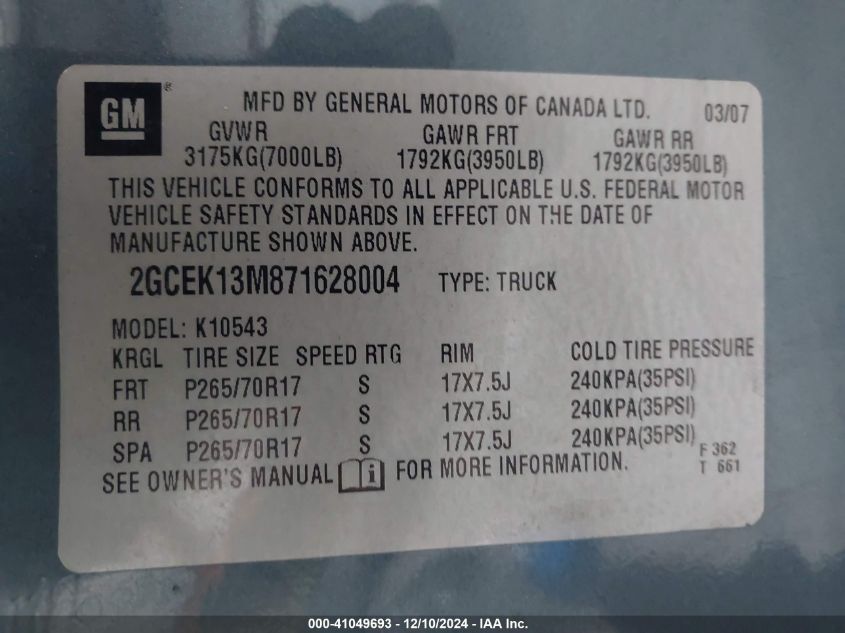 GM ® MFD BY GENERAL MOTORS OF CANADA LTD. 03/07
GVWR GAWR FRT GAWR RR
3175KG(7000LB) 1792KG(3950LB) 1792KG(3950LB)
THIS VEHICLE CONFORMS TO ALL APPLICABLE U.S. FEDERAL MOTOR
VEHICLE SAFETY STANDARDS IN EFFECT ON THE DATE OF
MANUFACTURE SHOWN ABOVE.
2GCEK13M871628004 TYPE: TRUCK
MODEL: K10543
KRGL TIRE SIZE SPEED RTG RIM COLD TIRE PRESSURE
FRT P265/70R17 S 17X7.5J 240KPA(35PSI)
RR P265/70R17 S 17X7.5J 240KPA(35PSI)
SPA P265/70R17 S 17X7.5J 240KPA(35PSI) F 362
SEE OWNER'S MANUAL i FOR MORE INFORMATION. T 661
000-41049693 - 12/10/2024 - IAA Inc.